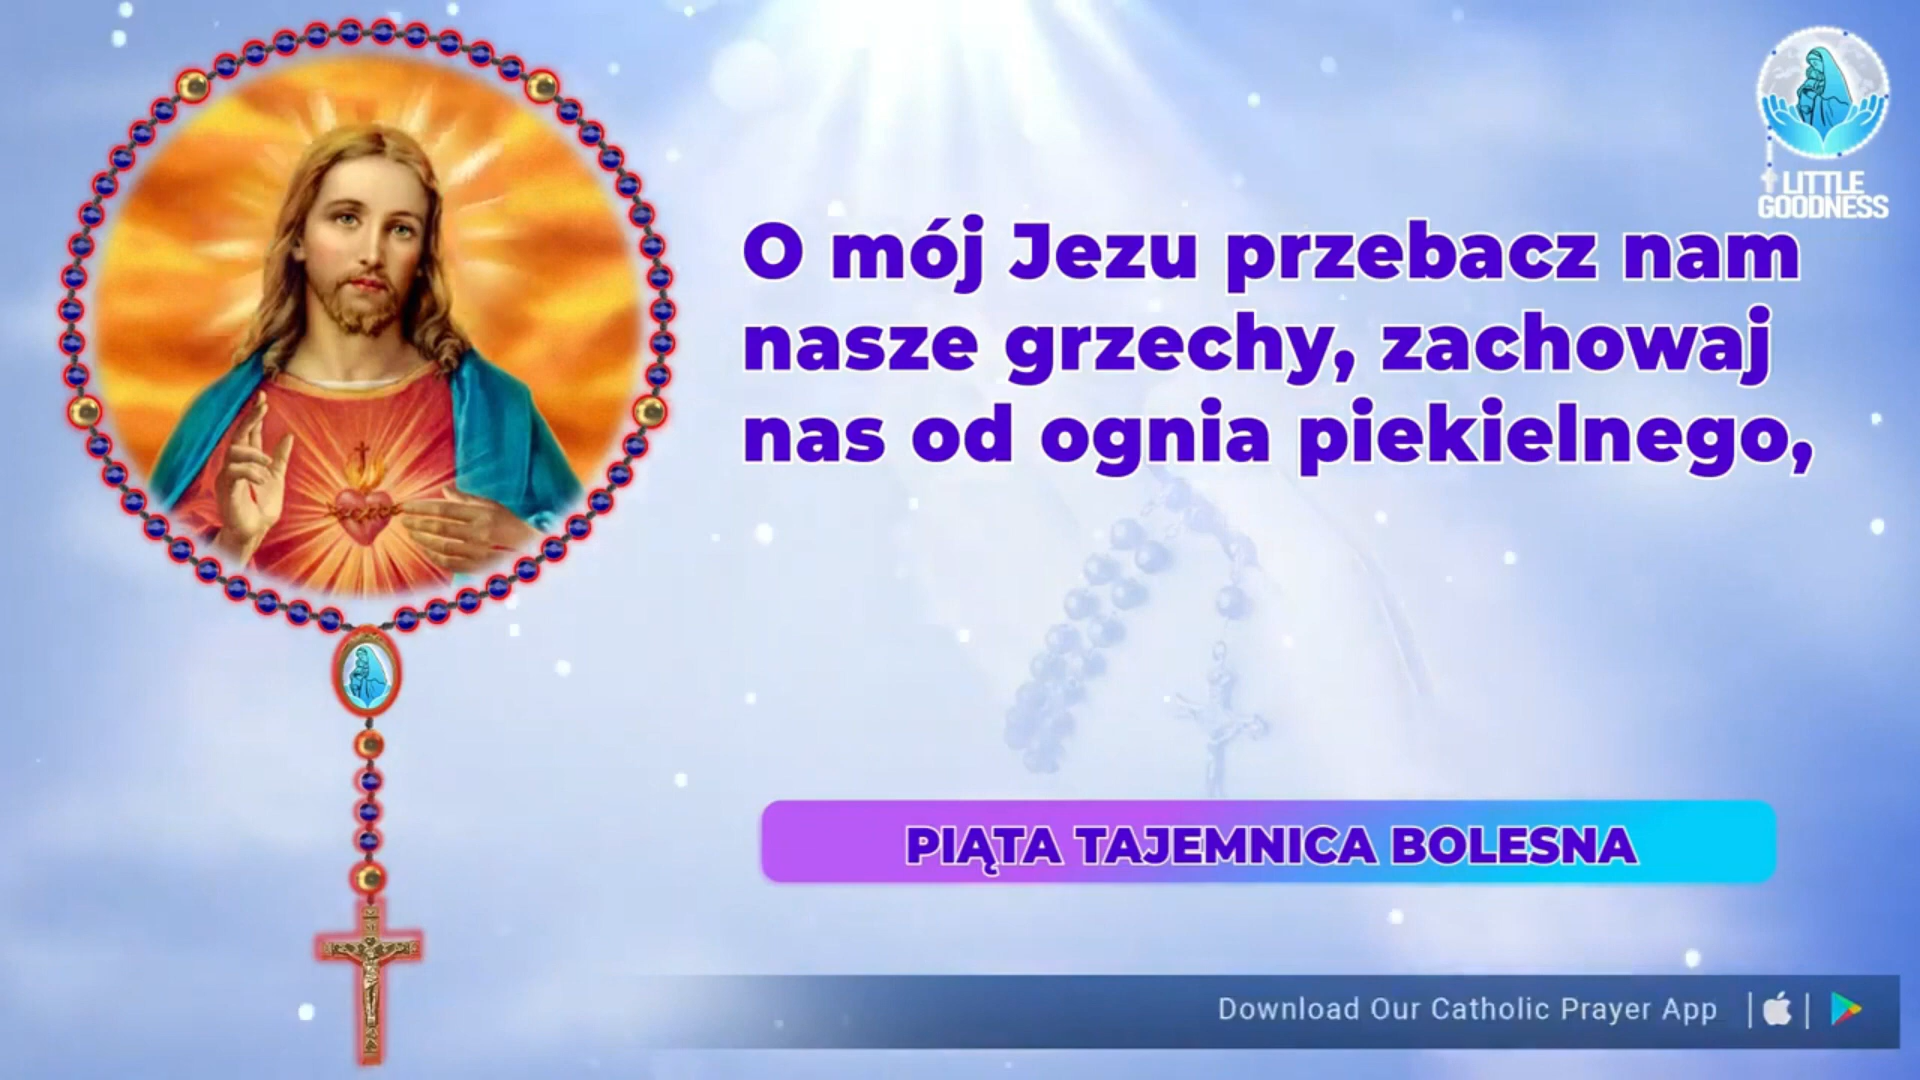 LITTLE
GOODNESS
O mój Jezu przebacz nam
nasze grzechy, zachowaj
nas od ognia piekielnego,
PIĄTA TAJEMNICA BOLESNA
Download Our Catholic Prayer App